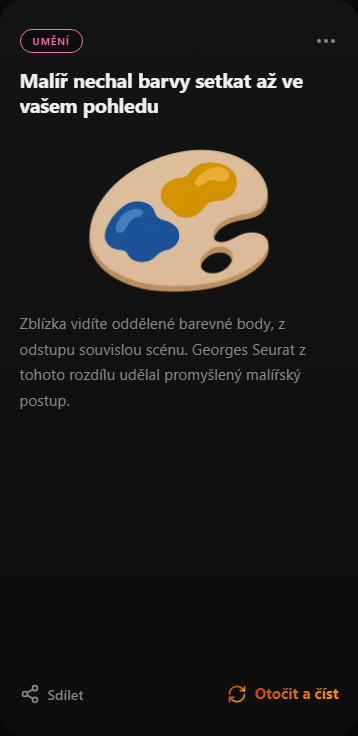 UMĚNÍ
Malíř nechal barvy setkat až ve
vašem pohledu
Zblízka vidíte oddělené barevné body, z
odstupu souvislou scénu. Georges Seurat z
tohoto rozdílu udělal promyšlený malířský
postup.
Sdílet
Otočit a číst